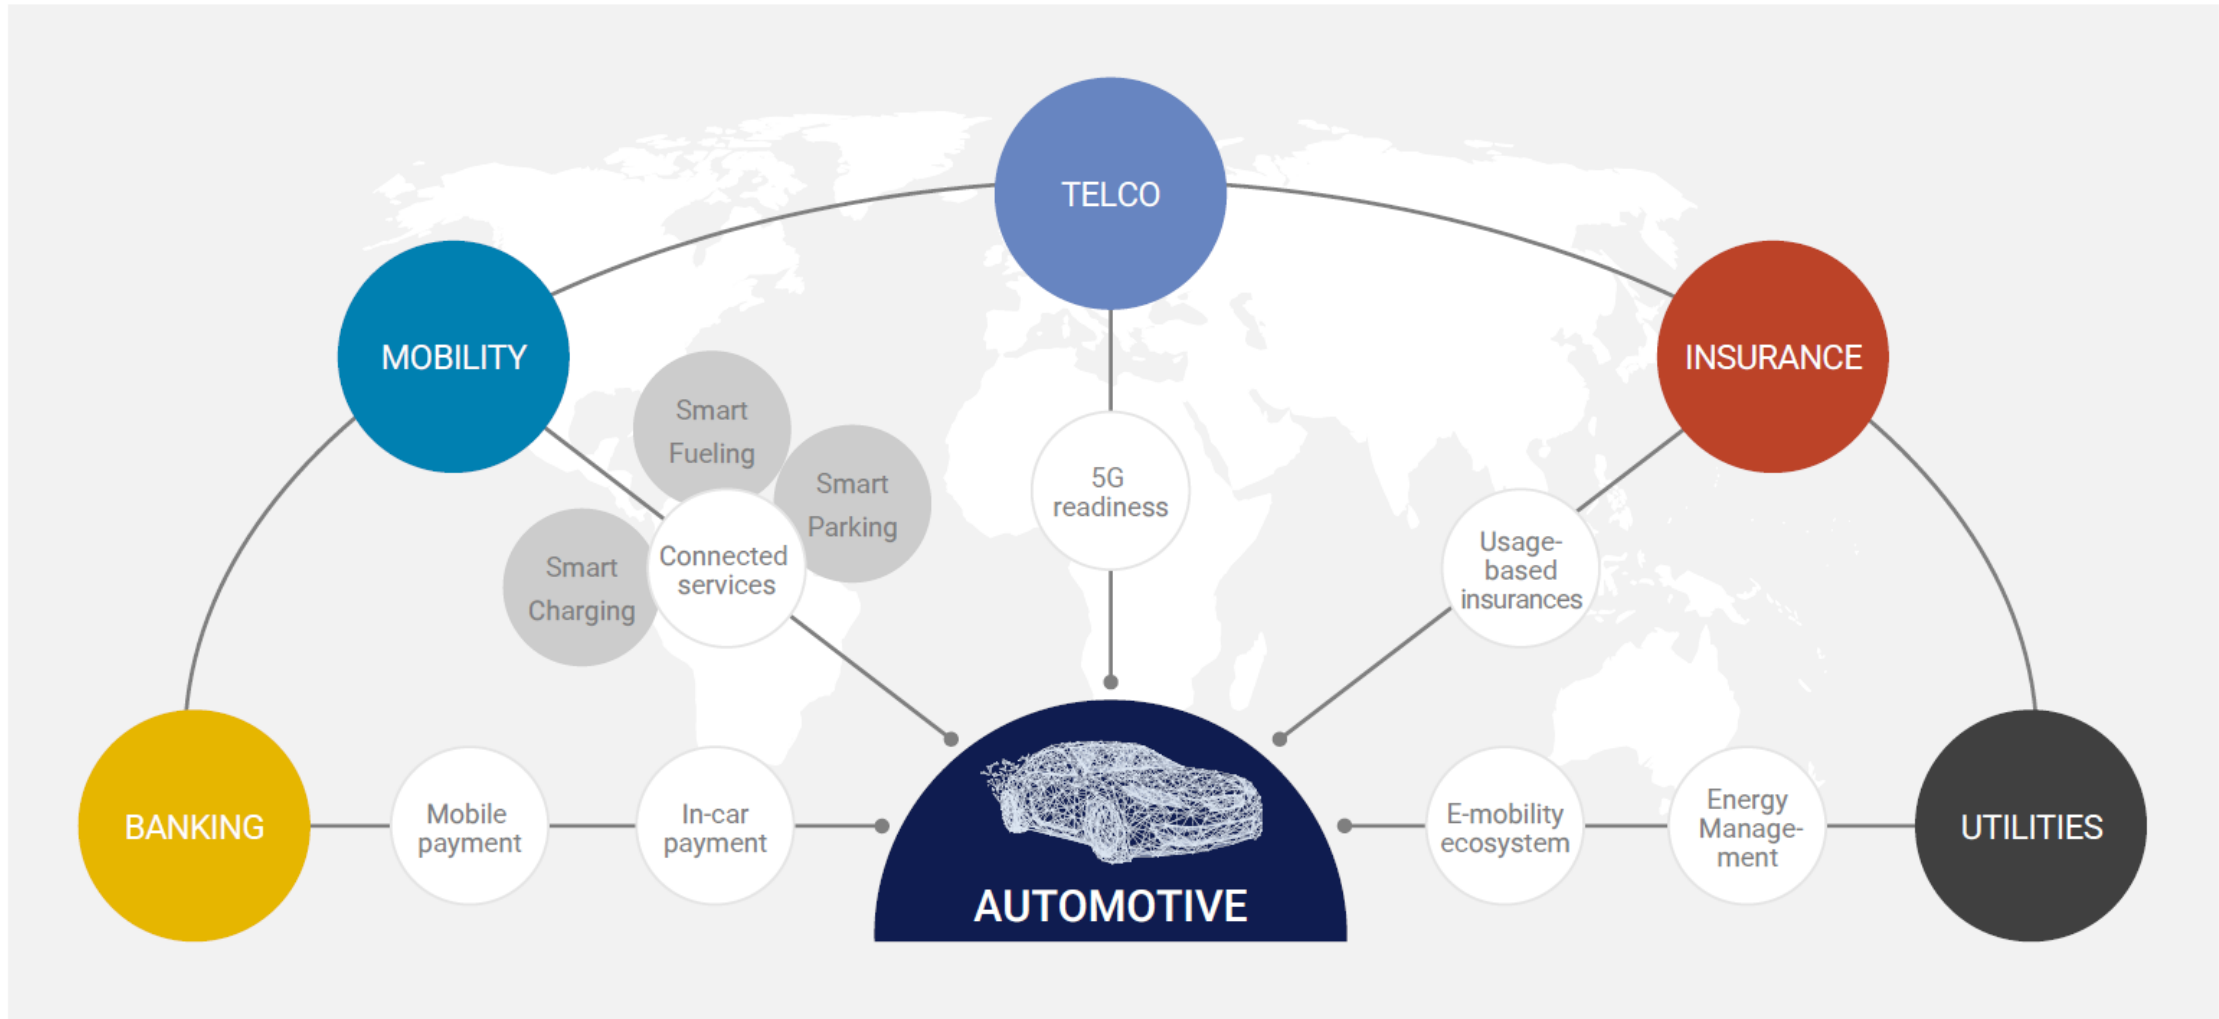 TELCO
MOBILITY
INSURANCE
Smart
Fueling
Smart
Parking
5G
readiness
Connected
services
Smart
Charging
Usage-
based
insurances
BANKING
Mobile
payment
In-car
payment
AUTOMOTIVE
E-mobility
ecosystem
Energy
Manage-
ment
UTILITIES